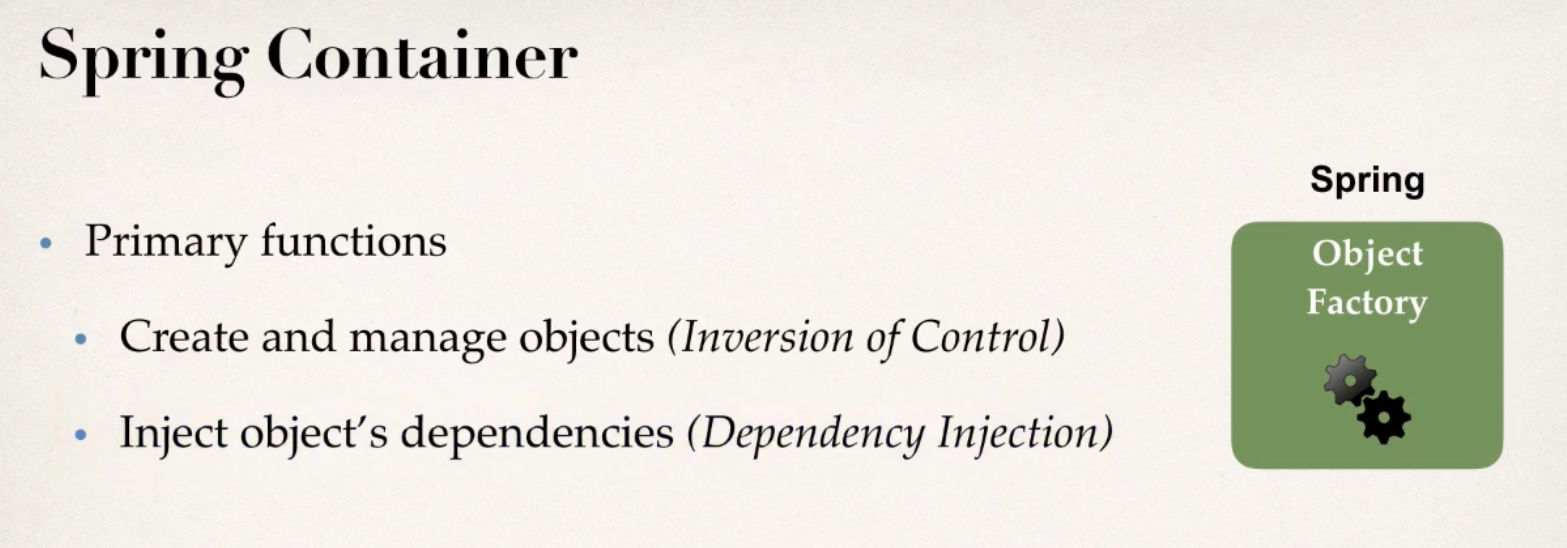 Spring Container
Primary functions
Create and manage objects (Inversion of Control)
Inject object’s dependencies (Dependency Injection)
Spring
Object
Factory